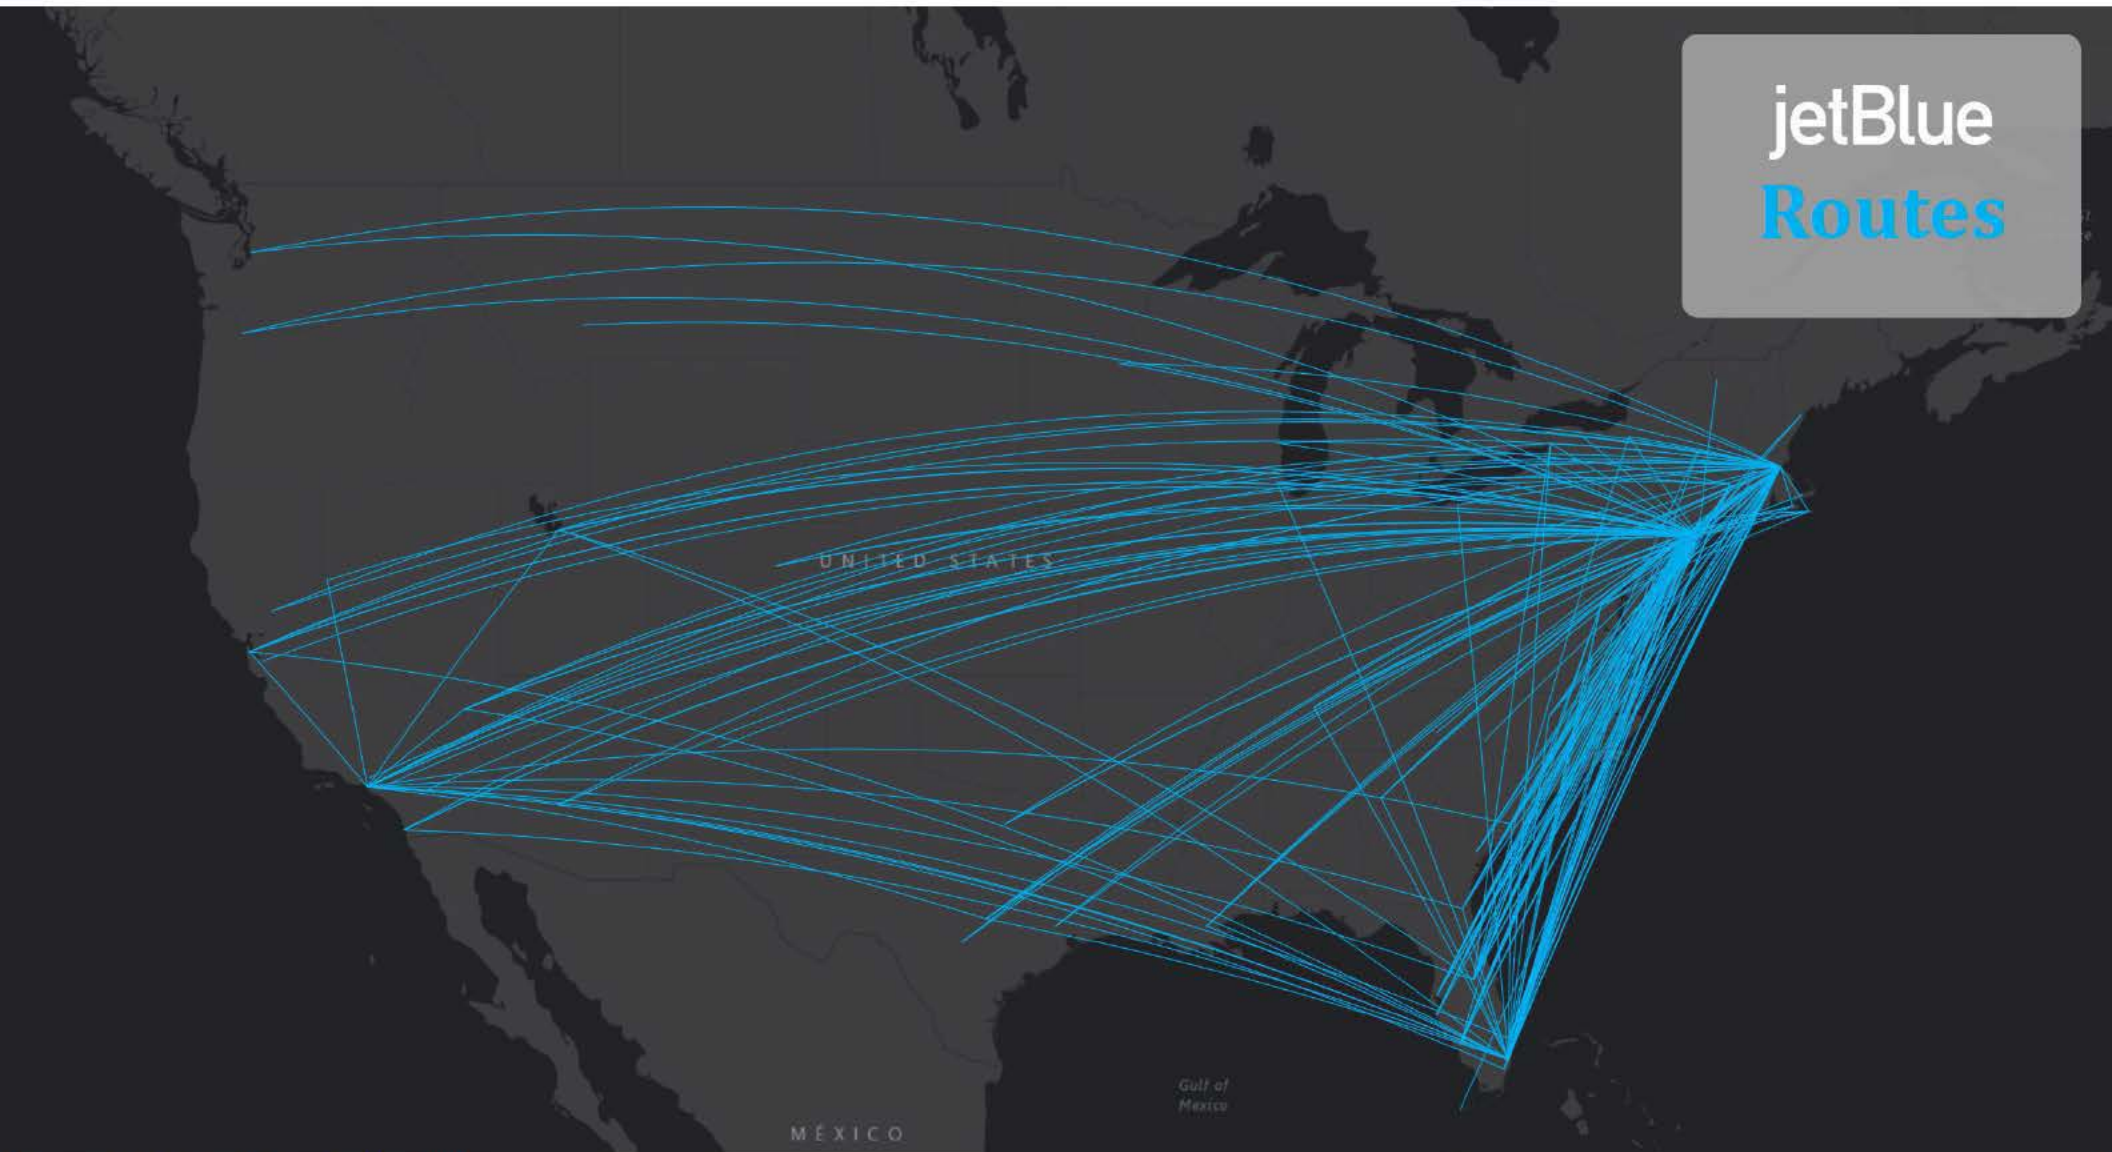 jetBlue
Routes
UNITED STATES
Gulf of
Mexico
MÉXICO